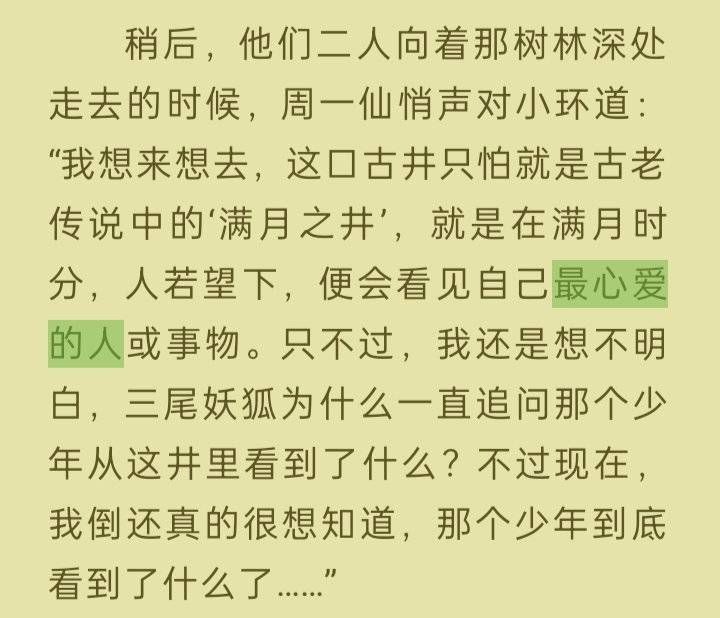 稍后，他们二人向着那树林深处
走去的时候，周一仙悄声对小环道：
“我想来想去，这口古井只怕就是古老
传说中的‘满月之井’，就是在满月时
分，人若望下，便会看见自己最心爱
的人或事物。只不过，我还是想不明
白，三尾妖狐为什么一直追问那个少
年从这井里看到了什么？不过现在，
我倒还真的很想知道，那个少年到底
看到了什么了……”